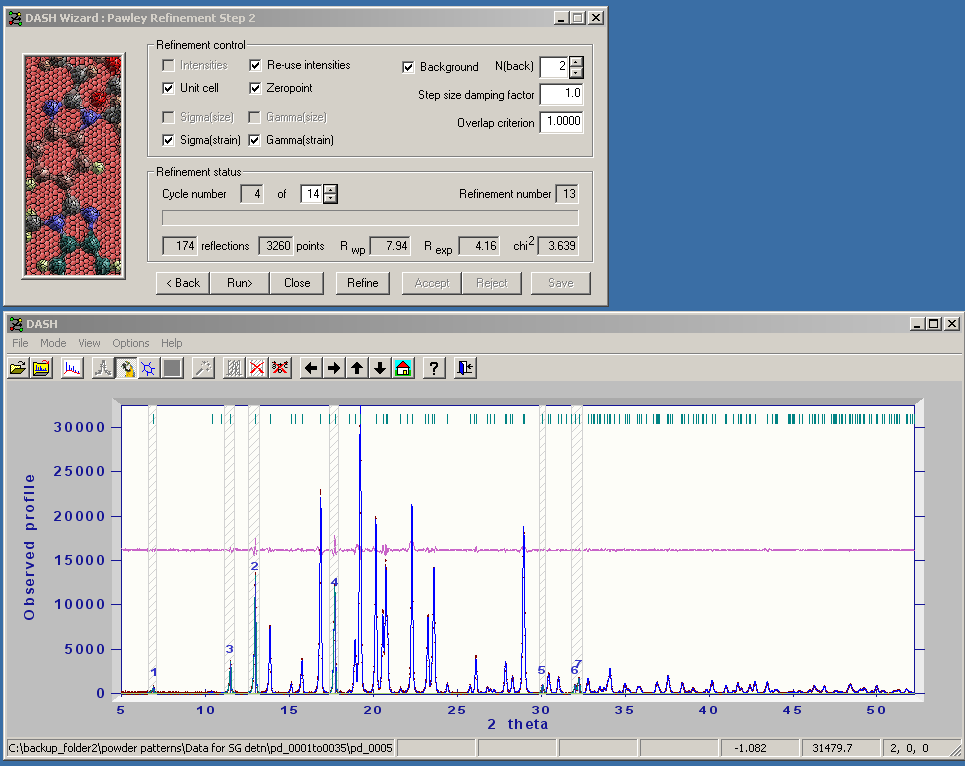 DASH Wizard : Pawley Refinement Step 2
Refinement control
Intensities Re-use intensities Background N(back) 2
Unit cell Zeropoint Step size damping factor 1.0
Sigma(size) Gamma(size) Overlap criterion 1.0000
Sigma(strain) Gamma(strain)
Refinement status
Cycle number 4 of 14 Refinement number 13
174 reflections 3260 points R wp 7.94 R exp 4.16 chi2 3.639
< Back Run> Close Refine Accept Reject Save
DASH
File Mode View Options Help
?
30000
25000
20000
15000
10000
5000
0
Observed profile
1
3
2
4
5
6
7
5 10 15 20 25 30 35 40 45 50
2 theta
C:\backup_folder2\powder patterns\Data for SG detn\pd_0001to0035\pd_0005 -1.082 31479.7 2, 0, 0